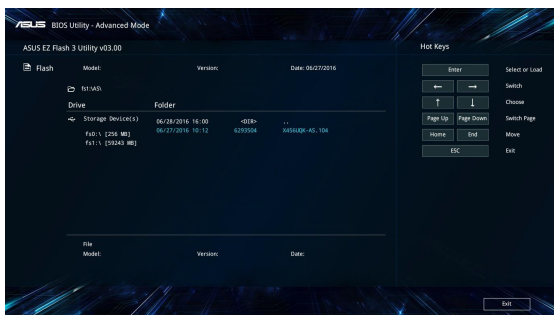 ASUS BIOS Utility - Advanced Mode
ASUS EZ Flash 3 Utility v03.00
Flash
Model: Version: Date: 06/27/2016
fs1:\A5\
Drive Folder
Storage Device(s)
fs0:\ [256 MB]
fs1:\ [59243 MB]
06/28/2016 16:00 <DIR> ..
06/27/2016 10:12 6293504 X456UQK-AS.104
File
Model: Version: Date:
Hot Keys
Enter Select or Load
← → Switch
↑ ↓ Choose
Page Up Page Down Switch Page
Home End Move
ESC Exit
Exit